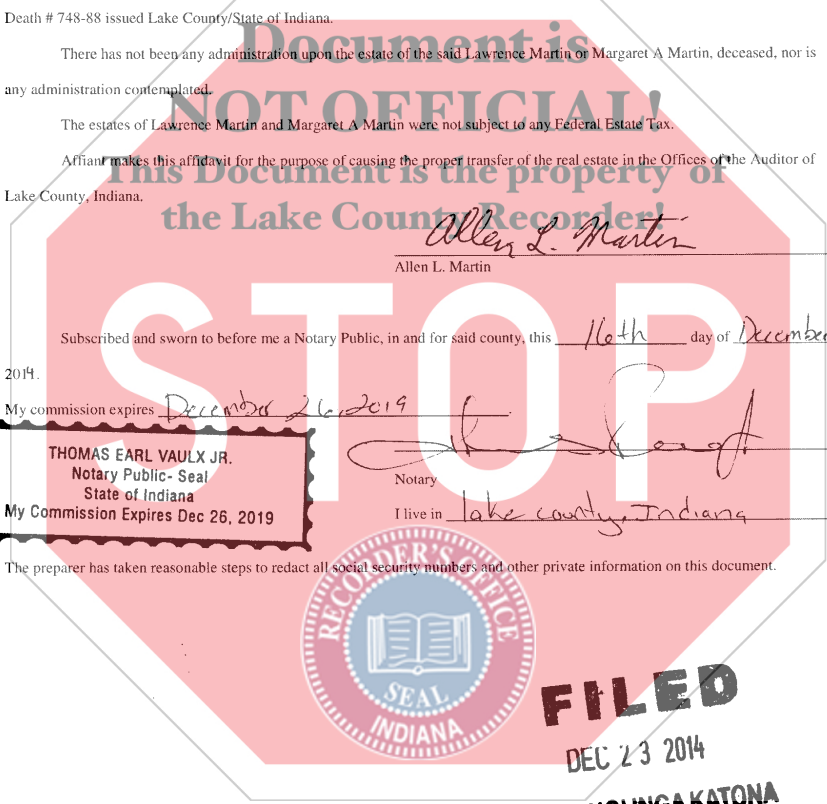 Death # 748-88 issued Lake County/State of Indiana.
Document is
There has not been any administration upon the estate of the said Lawrence Martin or Margaret A Martin, deceased, nor is
any administration contemplated.
NOT OFFICIAL!
The estates of Lawrence Martin and Margaret A Martin were not subject to any Federal Estate Tax.
Affiant makes this affidavit for the purpose of causing the proper transfer of the real estate in the Offices of the Auditor of
This Document is the property of
Lake County, Indiana.
the Lake County Recorder!
Allen L. Martin
Allen L. Martin
STOP
Subscribed and sworn to before me a Notary Public, in and for said county, this 16th day of December
2014.
My commission expires December 26, 2019
THOMAS EARL VAULX JR.
Notary Public- Seal
State of Indiana
My Commission Expires Dec 26, 2019
Notary
I live in lake county, Indiana
The preparer has taken reasonable steps to redact all social security numbers and other private information on this document.
RECORDER'S OFFICE
SEAL
INDIANA
FILED
DEC 23 2014
KATONA